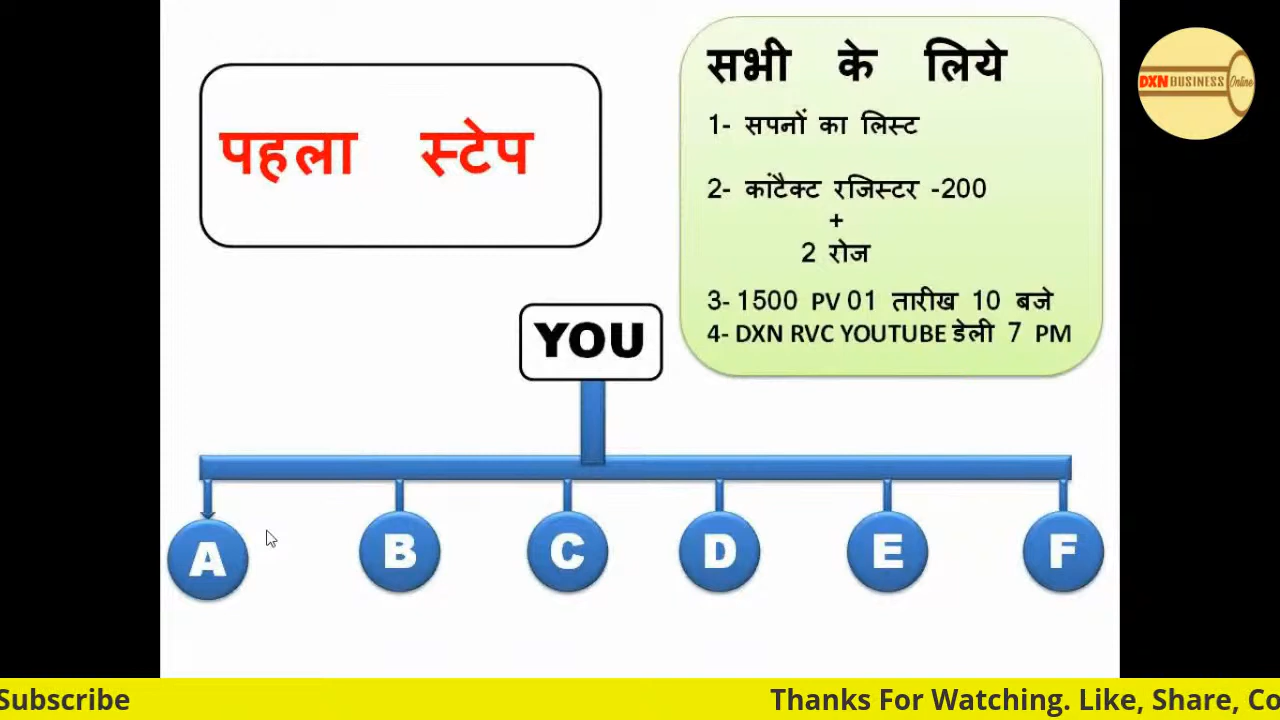 पहला स्टेप
सभी के लिये
1- सपनों का लिस्ट
2- कांटैक्ट रजिस्टर -200
+
2 रोज
3- 1500 PV 01 तारीख 10 बजे
4- DXN RVC YOUTUBE डेली 7 PM
DXN BUSINESS Online
YOU
A B C D E F
Subscribe Thanks For Watching. Like, Share, Co